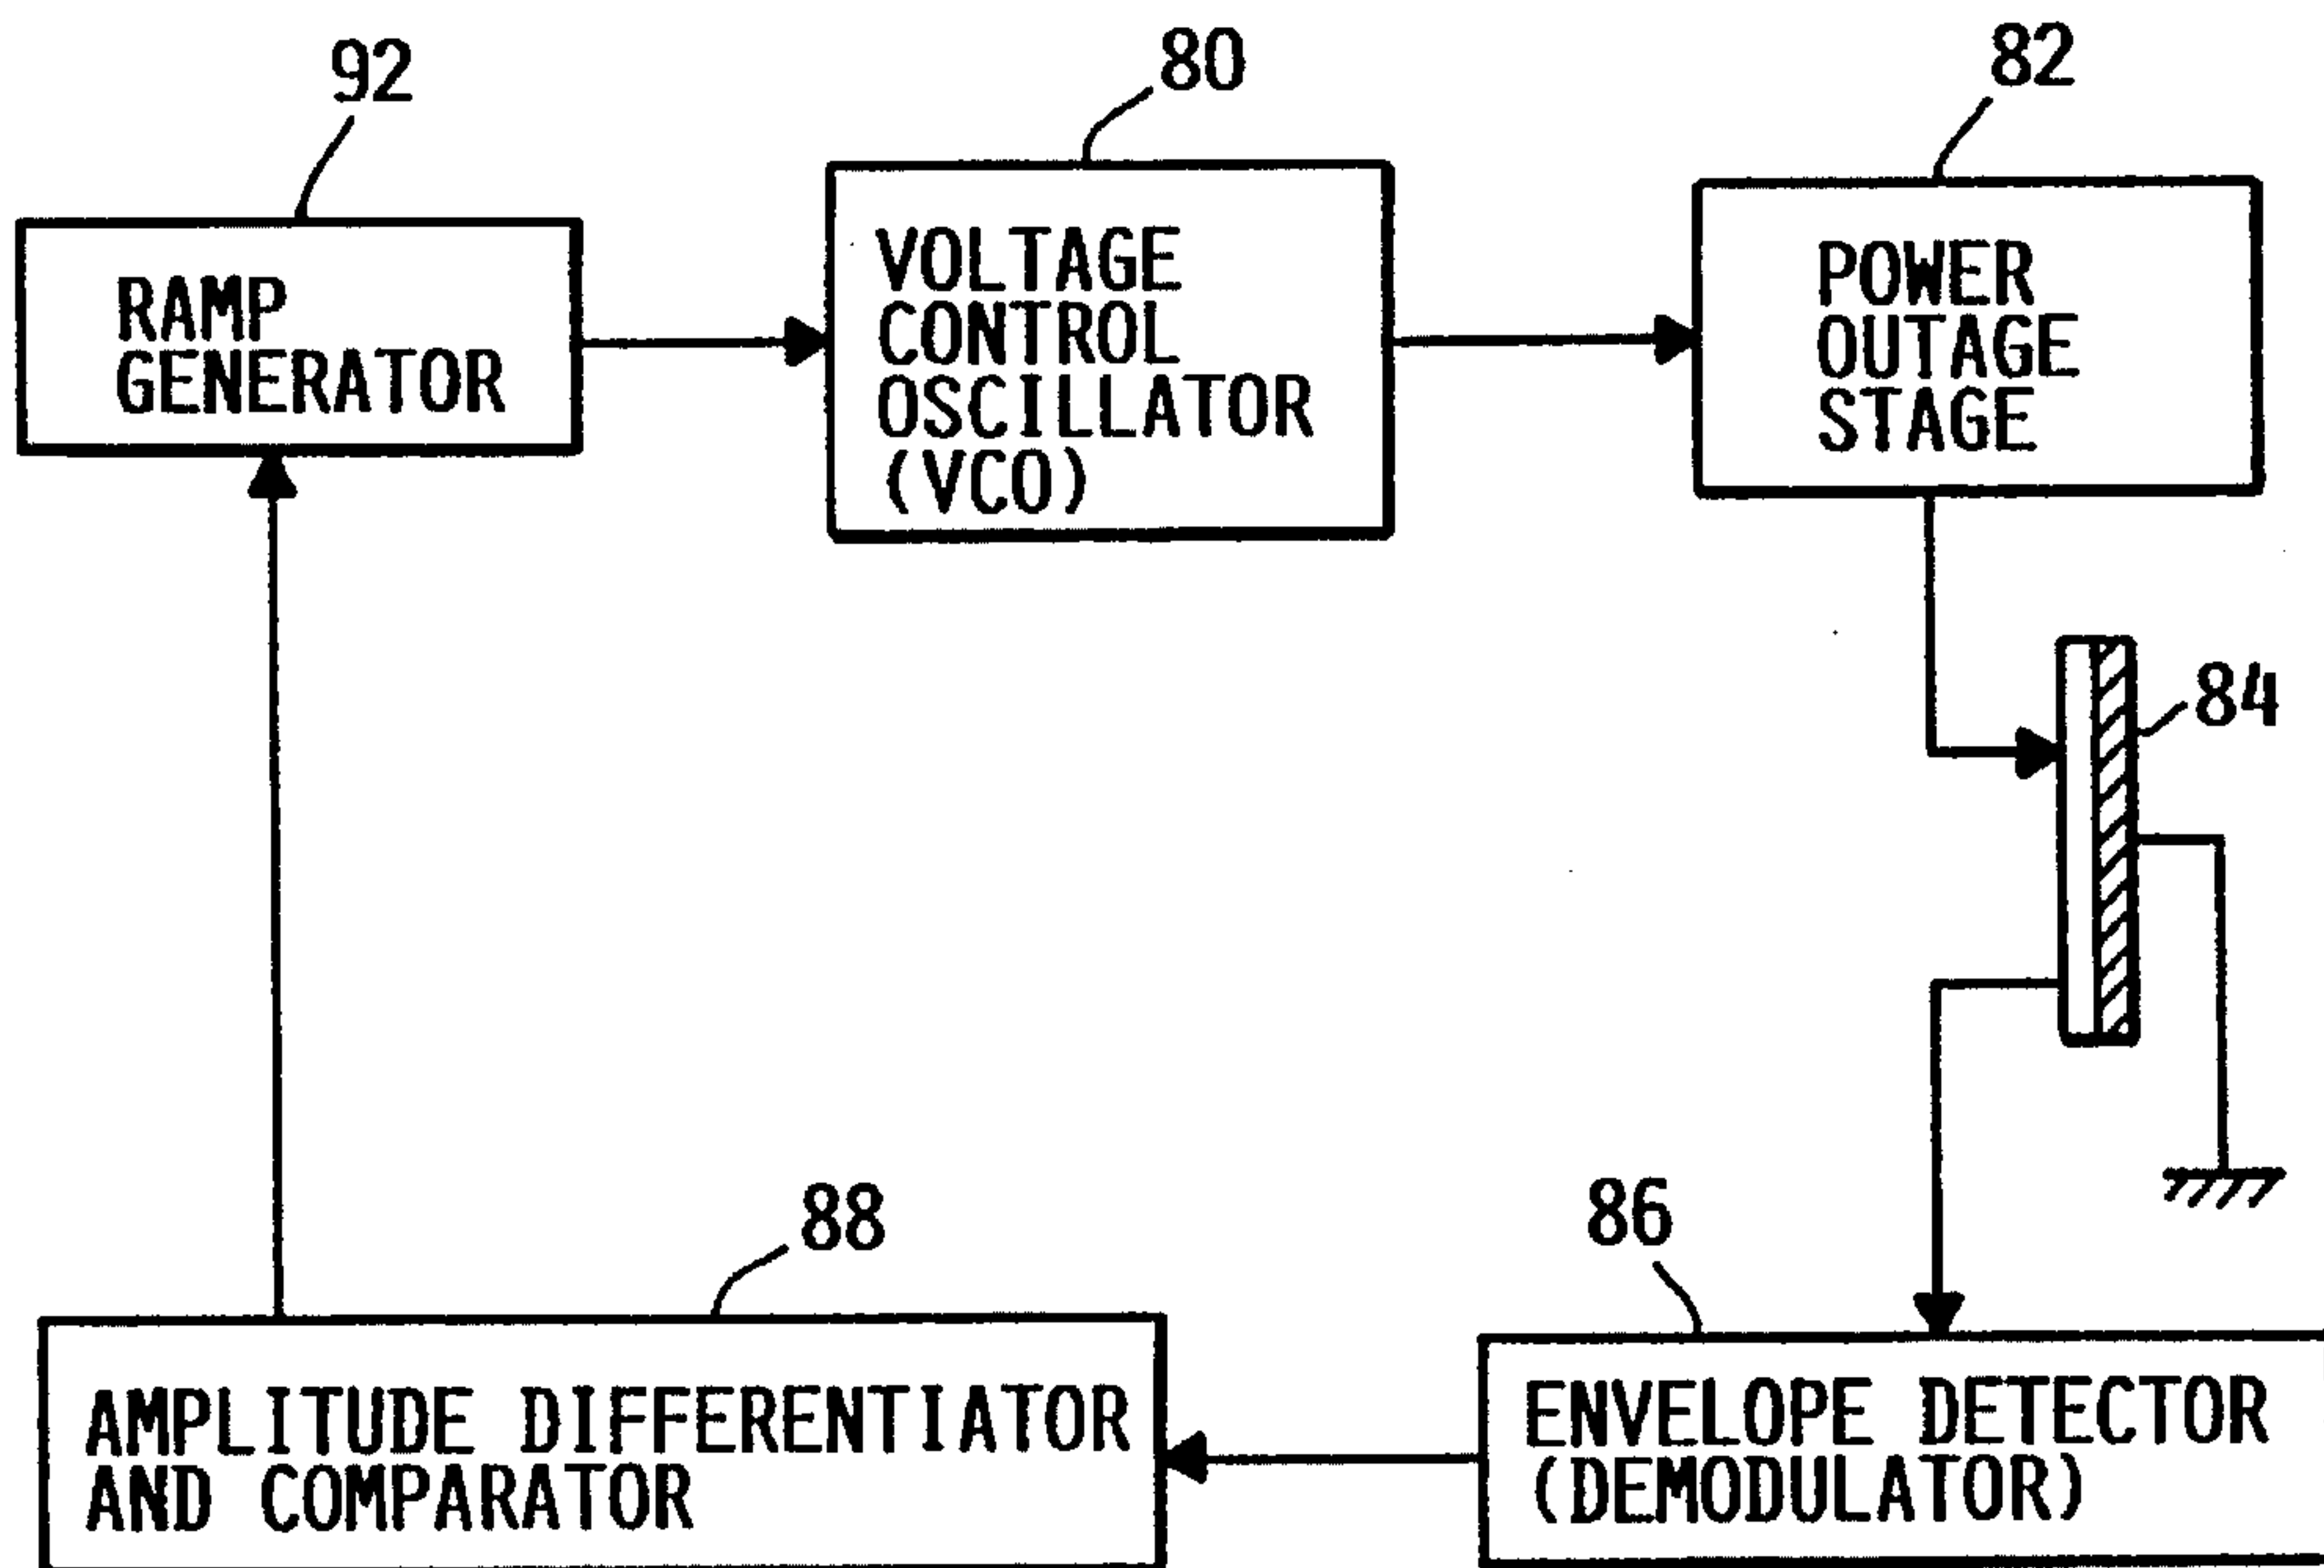 92
80
82
RAMP
GENERATOR
VOLTAGE
CONTROL
OSCILLATOR
(VCO)
POWER
OUTAGE
STAGE
84
88
86
AMPLITUDE DIFFERENTIATOR
AND COMPARATOR
ENVELOPE DETECTOR
(DEMODULATOR)